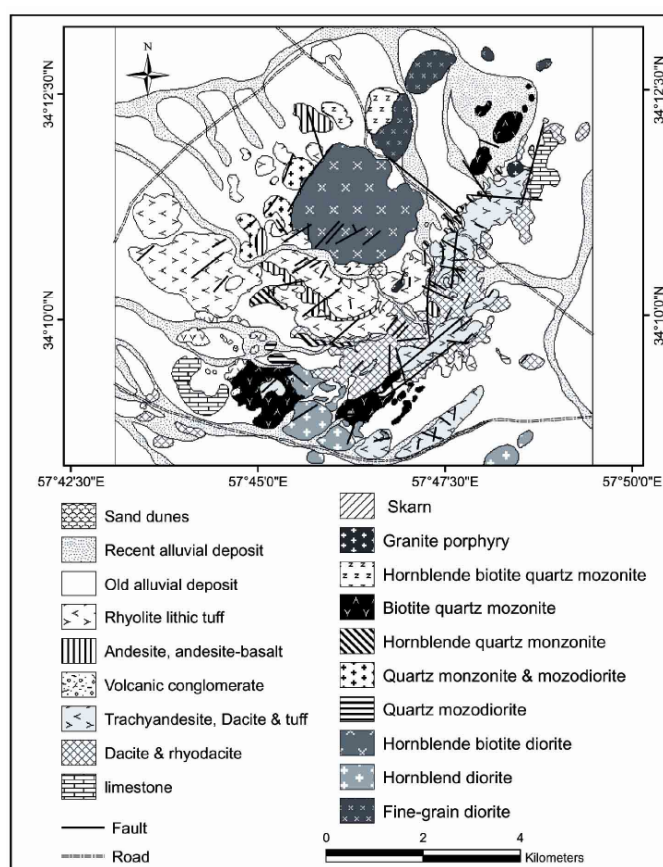 N
34°12'30"N
34°12'30"N
34°10'0"N
34°10'0"N
57°42'30"E
57°45'0"E
57°47'30"E
57°50'0"E
Sand dunes
Recent alluvial deposit
Old alluvial deposit
Rhyolite lithic tuff
Andesite, andesite-basalt
Volcanic conglomerate
Trachyandesite, Dacite & tuff
Dacite & rhyodacite
limestone
Fault
Road
Skarn
Granite porphyry
Hornblende biotite quartz mozonite
Biotite quartz mozonite
Hornblende quartz monzonite
Quartz monzonite & mozodiorite
Quartz mozodiorite
Hornblende biotite diorite
Hornblend diorite
Fine-grain diorite
0 2 4
Kilometers